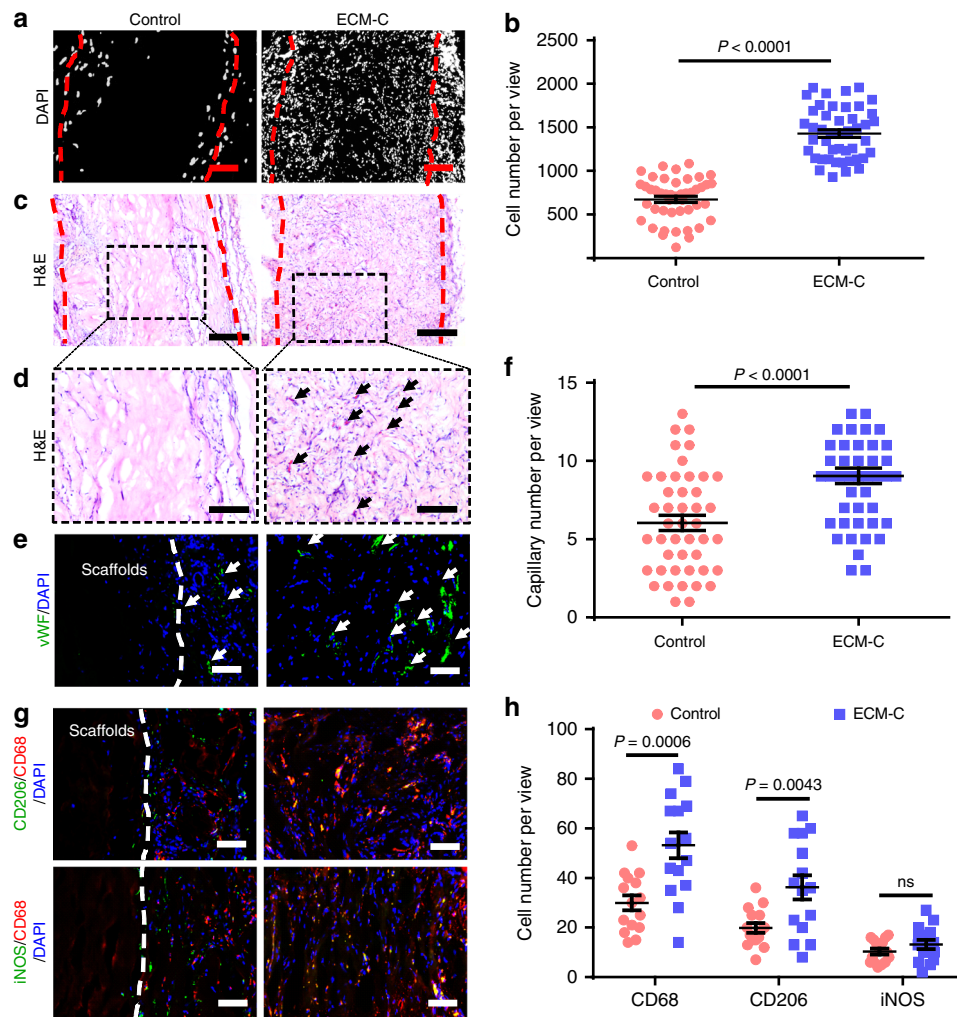 a
Control
ECM-C
DAPI
b
P < 0.0001
2500
2000
1500
1000
500
0
Cell number per view
Control
ECM-C
c
H&E
d
H&E
e
Scaffolds
vWF/DAPI
f
P < 0.0001
15
10
5
0
Capillary number per view
Control
ECM-C
g
Scaffolds
CD206/CD68
/DAPI
iNOS/CD68
/DAPI
h
Control
ECM-C
P = 0.0006
P = 0.0043
ns
100
80
60
40
20
0
Cell number per view
CD68
CD206
iNOS